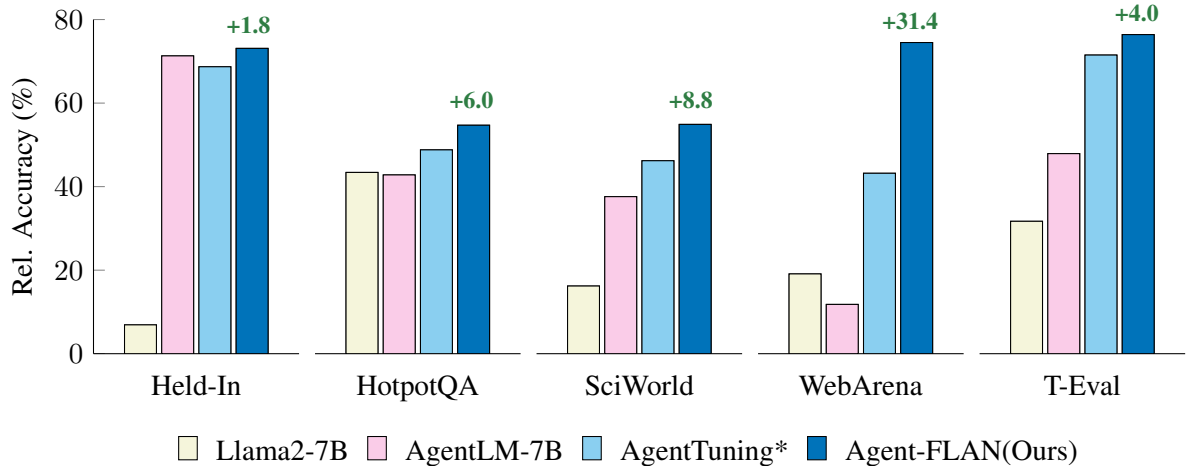 80
60
40
20
0
Rel. Accuracy (%)
+1.8
+6.0
+8.8
+31.4
+4.0
Held-In
HotpotQA
SciWorld
WebArena
T-Eval
Llama2-7B
AgentLM-7B
AgentTuning*
Agent-FLAN(Ours)